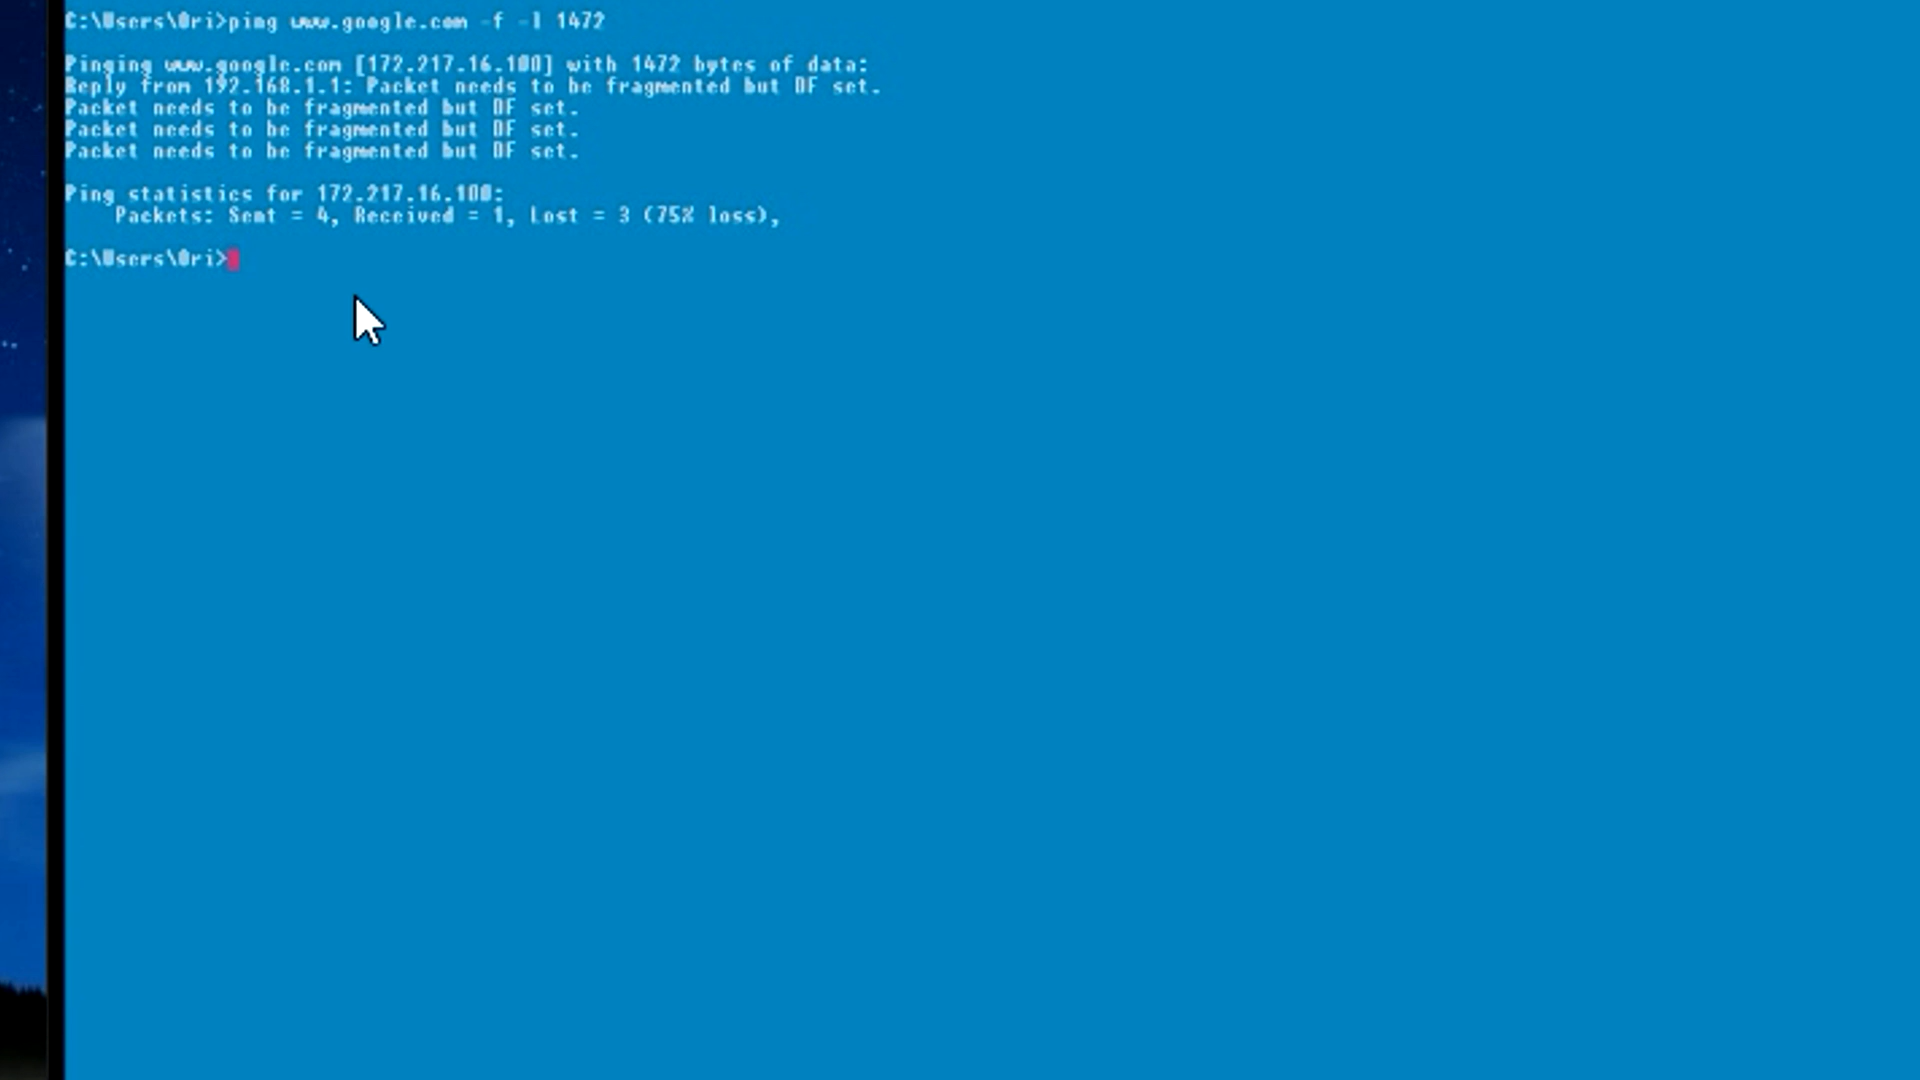 C:\Users\Ori>ping www.google.com -f -l 1472
Pinging www.google.com [172.217.16.100] with 1472 bytes of data:
Reply from 192.168.1.1: Packet needs to be fragmented but DF set.
Packet needs to be fragmented but DF set.
Packet needs to be fragmented but DF set.
Packet needs to be fragmented but DF set.
Ping statistics for 172.217.16.100:
Packets: Sent = 4, Received = 1, Lost = 3 (75% loss),
C:\Users\Ori>